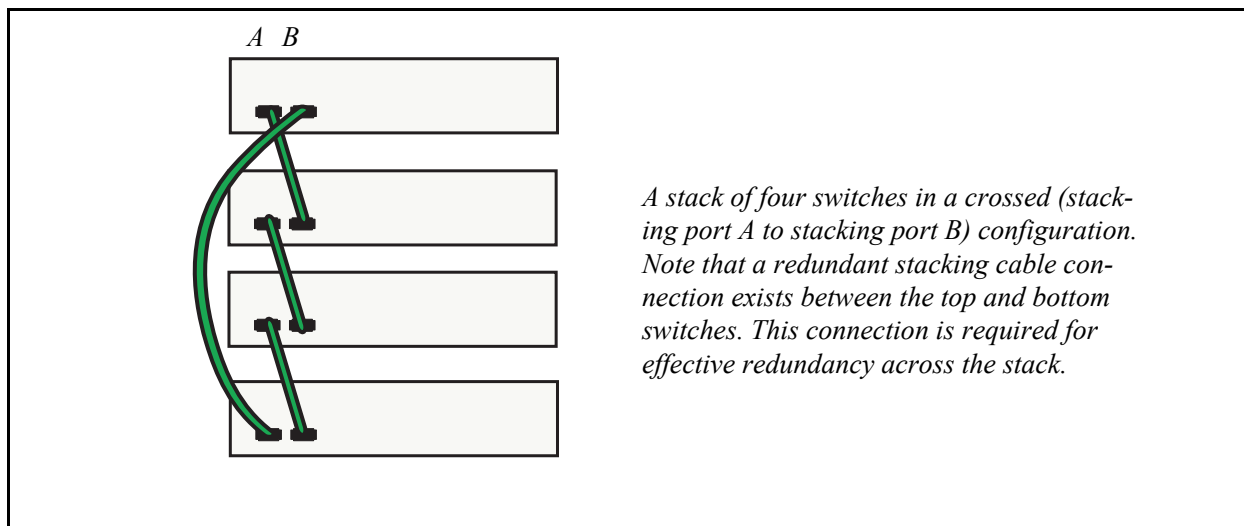 A B
A stack of four switches in a crossed (stack-
ing port A to stacking port B) configuration.
Note that a redundant stacking cable con-
nection exists between the top and bottom
switches. This connection is required for
effective redundancy across the stack.